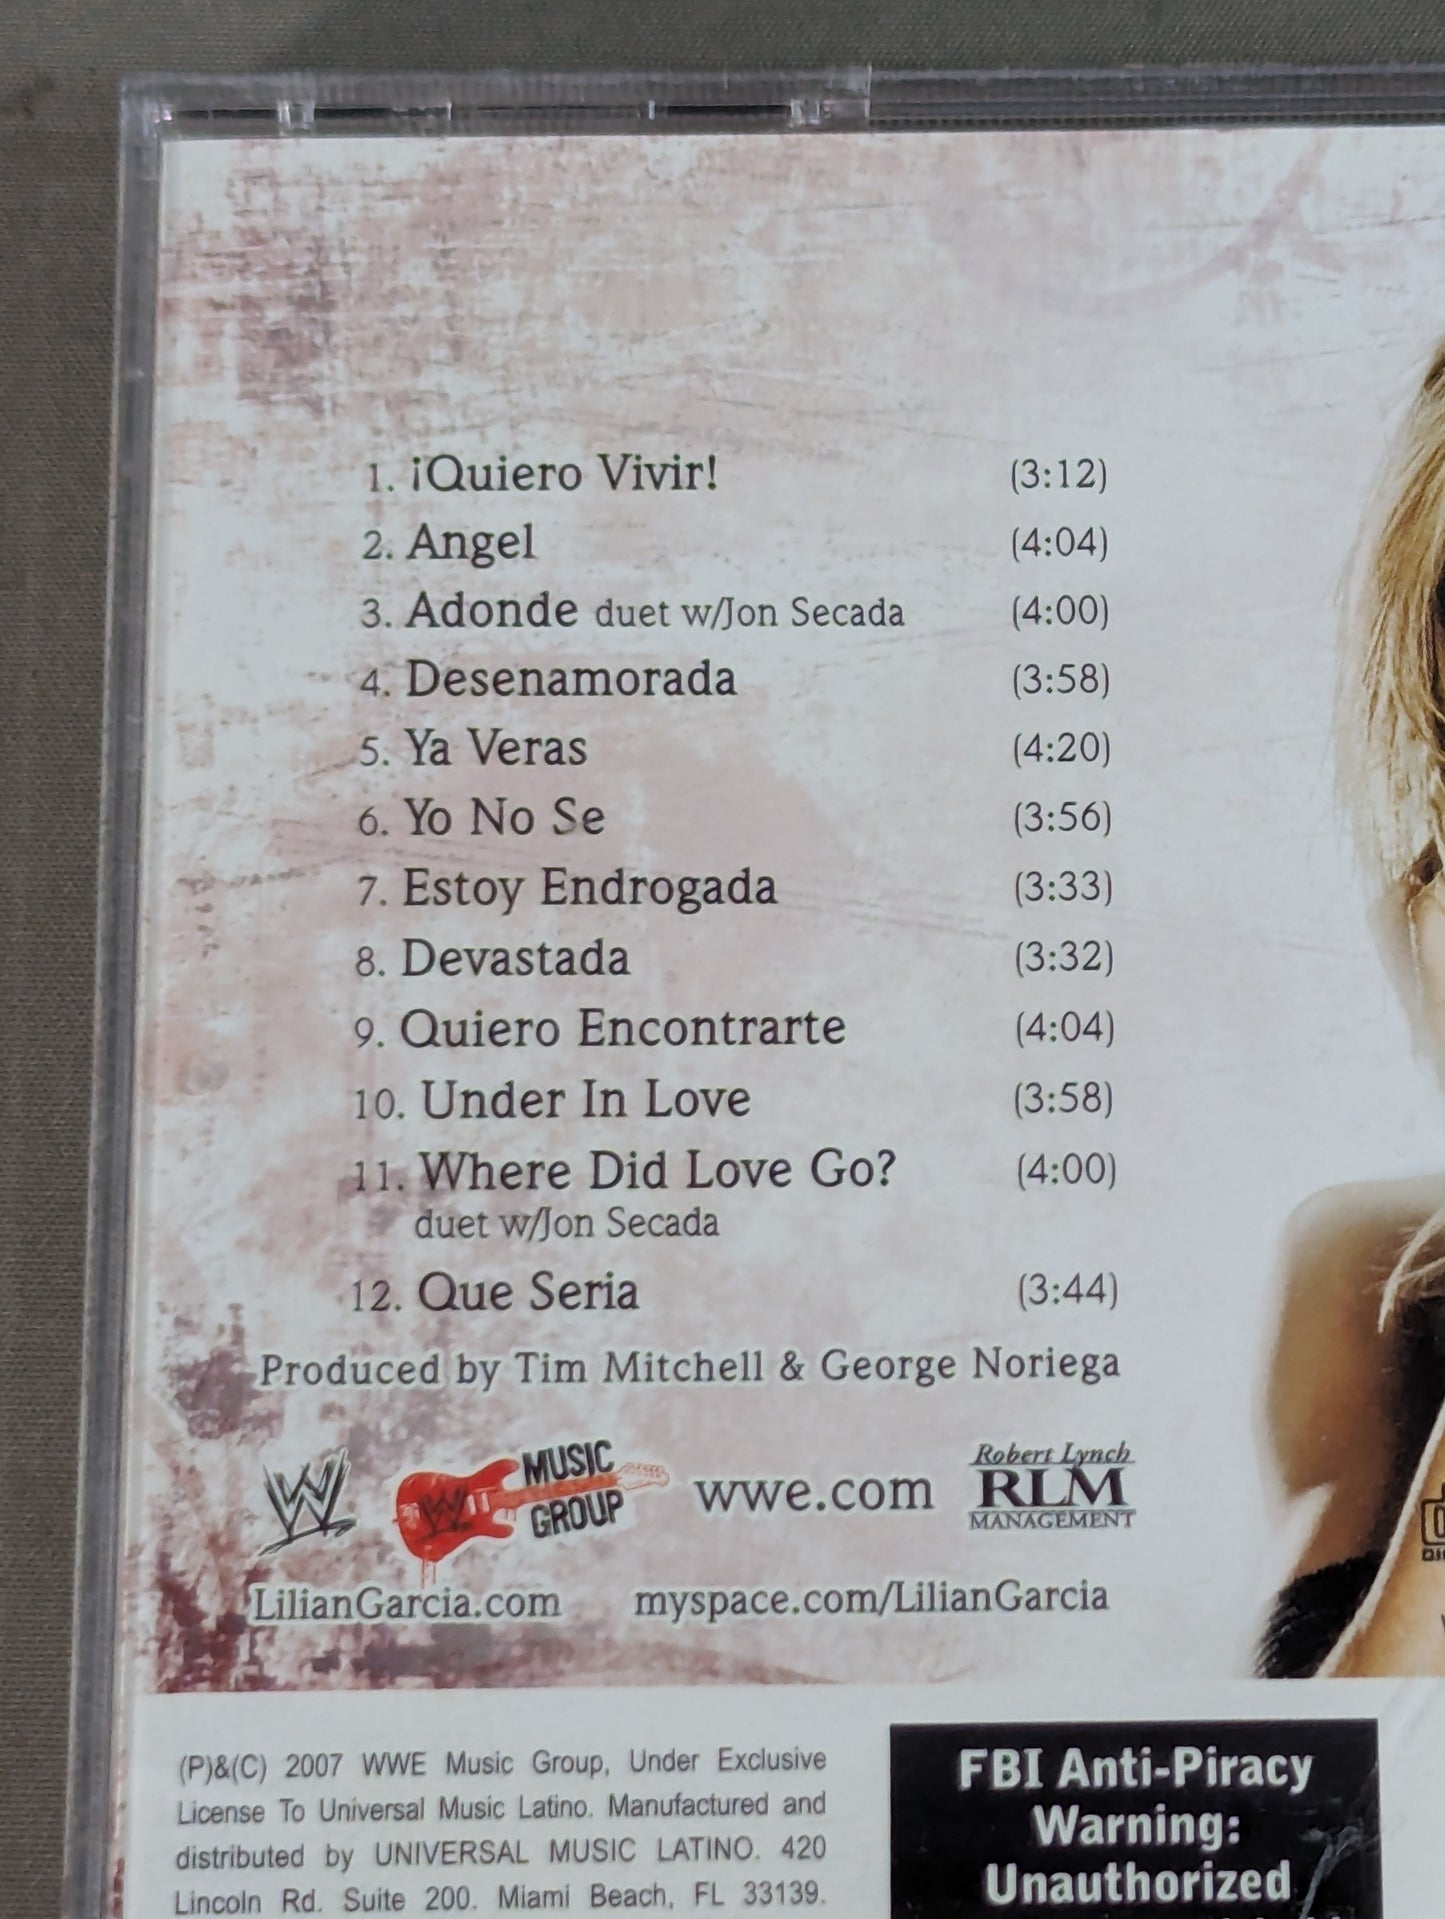 1. ¡Quiero Vivir! (3:12)
2. Angel (4:04)
3. Adonde duet w/Jon Secada (4:00)
4. Desenamorada (3:58)
5. Ya Veras (4:20)
6. Yo No Se (3:56)
7. Estoy Endrogada (3:33)
8. Devastada (3:32)
9. Quiero Encontrarte (4:04)
10. Under In Love (3:58)
11. Where Did Love Go? (4:00)
duet w/Jon Secada
12. Que Seria (3:44)
Produced by Tim Mitchell & George Noriega
W
W MUSIC GROUP
wwe.com
Robert Lynch
RLM
MANAGEMENT
LilianGarcia.com myspace.com/LilianGarcia
(P)&(C) 2007 WWE Music Group, Under Exclusive
License To Universal Music Latino. Manufactured and
distributed by UNIVERSAL MUSIC LATINO. 420
Lincoln Rd. Suite 200. Miami Beach, FL 33139.
FBI Anti-Piracy
Warning:
Unauthorized